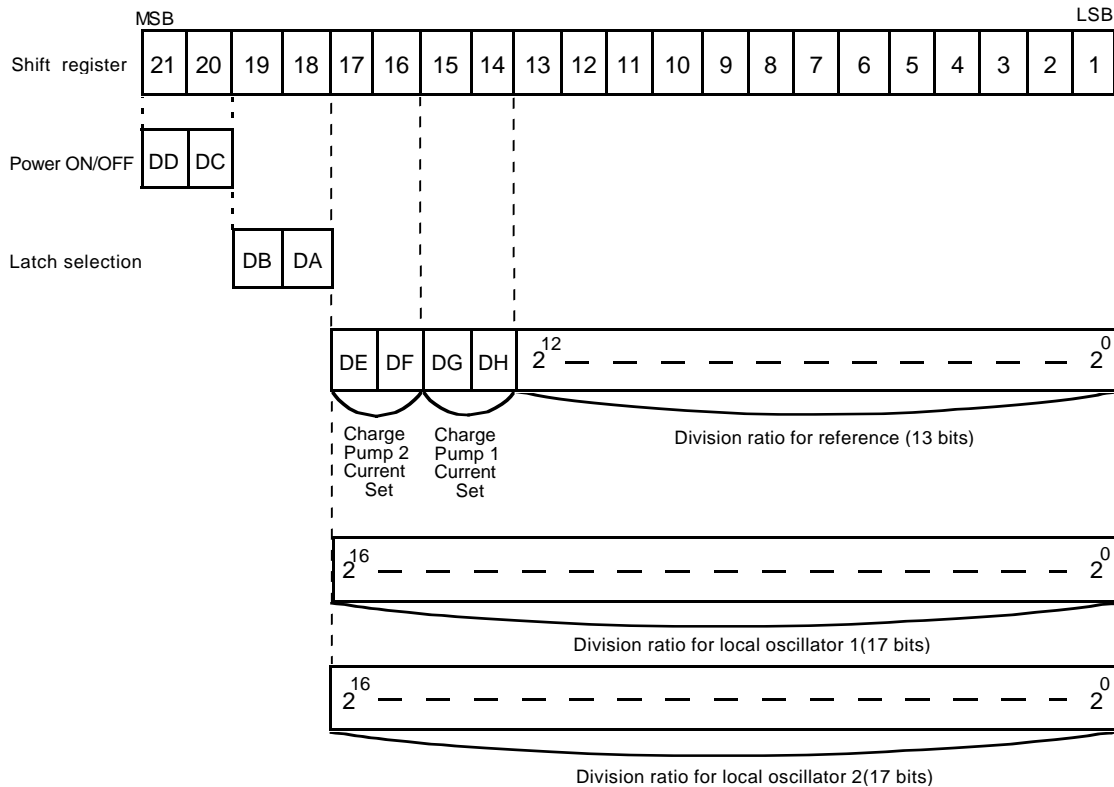 MSB LSB
Shift register 21 20 19 18 17 16 15 14 13 12 11 10 9 8 7 6 5 4 3 2 1
Power ON/OFF DD DC
Latch selection DB DA
DE DF DG DH 2^12 — — — — — — — — — — — 2^0
Charge
Pump 2
Current
Set
Charge
Pump 1
Current
Set
Division ratio for reference (13 bits)
2^16 — — — — — — — — — — — — — — — 2^0
Division ratio for local oscillator 1(17 bits)
2^16 — — — — — — — — — — — — — — — 2^0
Division ratio for local oscillator 2(17 bits)